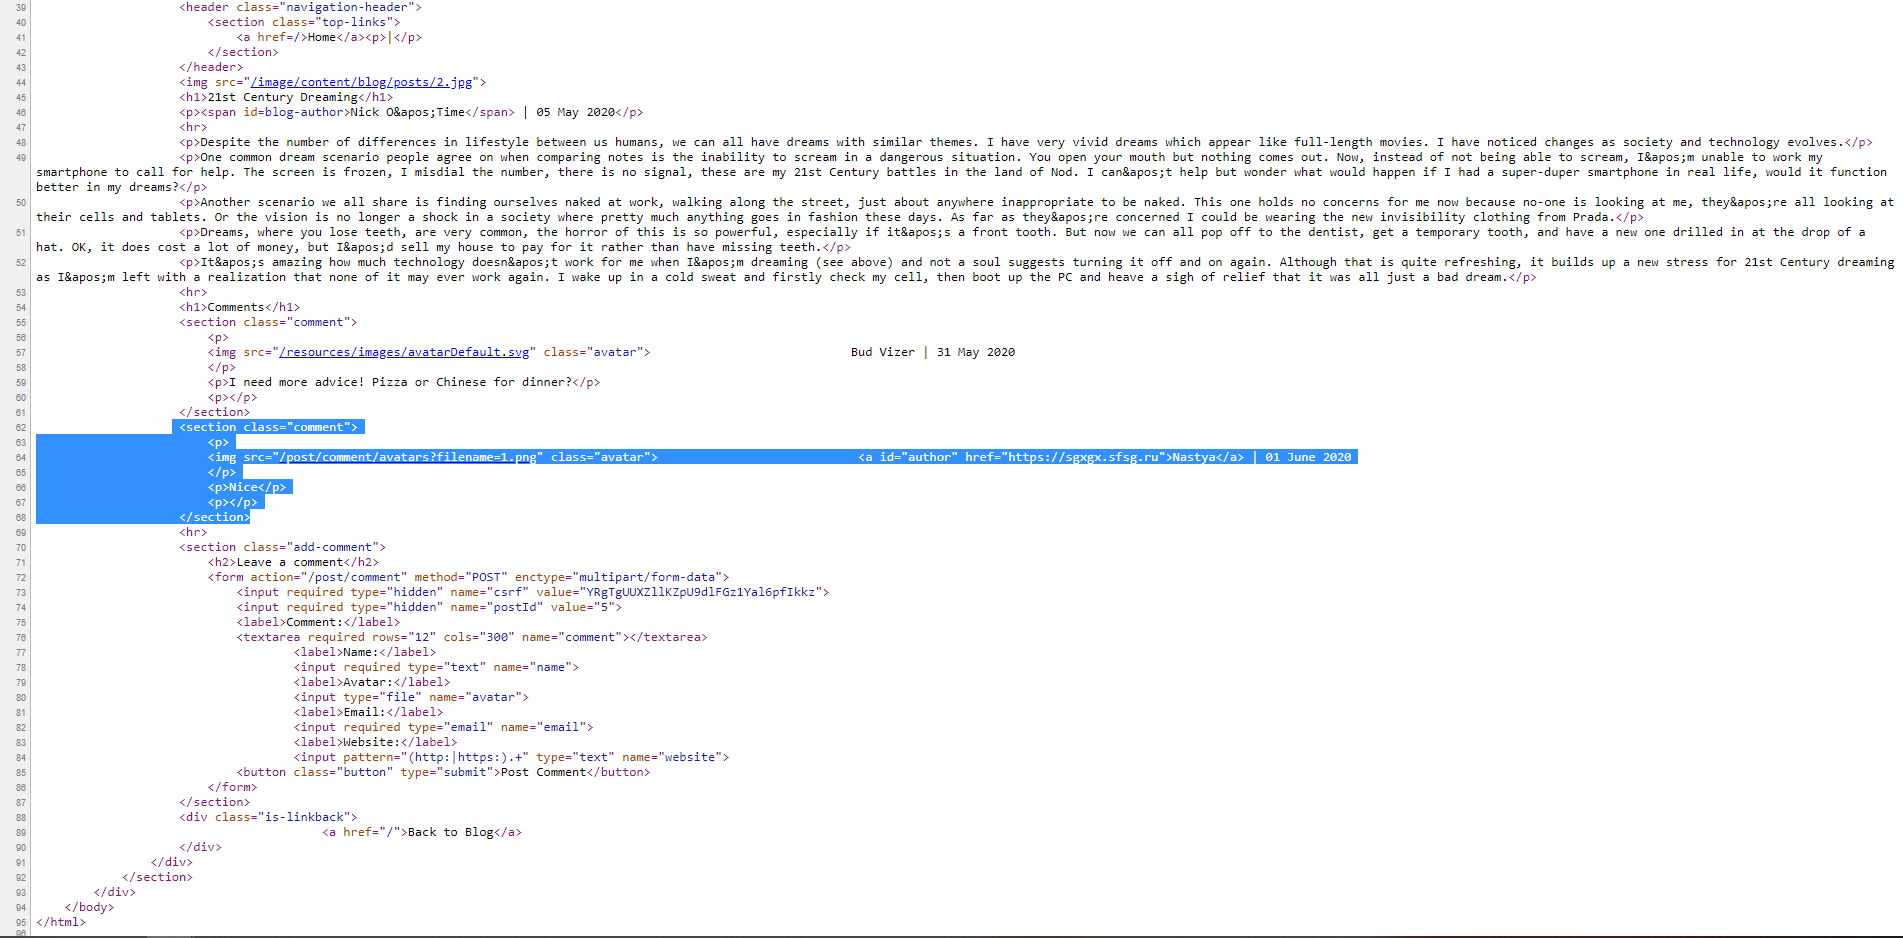 39 <header class="navigation-header">
40 <section class="top-links">
41 <a href=/>Home</a><p>|</p>
42 </section>
43 </header>
44 <img src="/image/content/blog/posts/2.jpg">
45 <h1>21st Century Dreaming</h1>
46 <p><span id=blog-author>Nick O&apos;Time</span> | 05 May 2020</p>
47 <hr>
48 <p>Despite the number of differences in lifestyle between us humans, we can all have dreams with similar themes. I have very vivid dreams which appear like full-length movies. I have noticed changes as society and technology evolves.</p>
49 <p>One common dream scenario people agree on when comparing notes is the inability to scream in a dangerous situation. You open your mouth but nothing comes out. Now, instead of not being able to scream, I&apos;m unable to work my
smartphone to call for help. The screen is frozen, I misdial the number, there is no signal, these are my 21st Century battles in the land of Nod. I can&apos;t help but wonder what would happen if I had a super-duper smartphone in real life, would it function
better in my dreams?</p>
50 <p>Another scenario we all share is finding ourselves naked at work, walking along the street, just about anywhere inappropriate to be naked. This one holds no concerns for me now because no-one is looking at me, they&apos;re all looking at
their cells and tablets. Or the vision is no longer a shock in a society where pretty much anything goes in fashion these days. As far as they&apos;re concerned I could be wearing the new invisibility clothing from Prada.</p>
51 <p>Dreams, where you lose teeth, are very common, the horror of this is so powerful, especially if it&apos;s a front tooth. But now we can all pop off to the dentist, get a temporary tooth, and have a new one drilled in at the drop of a
hat. OK, it does cost a lot of money, but I&apos;d sell my house to pay for it rather than have missing teeth.</p>
52 <p>It&apos;s amazing how much technology doesn&apos;t work for me when I&apos;m dreaming (see above) and not a soul suggests turning it off and on again. Although that is quite refreshing, it builds up a new stress for 21st Century dreaming
as I&apos;m left with a realization that none of it may ever work again. I wake up in a cold sweat and firstly check my cell, then boot up the PC and heave a sigh of relief that it was all just a bad dream.</p>
53 <hr>
54 <h1>Comments</h1>
55 <section class="comment">
56 <p>
57 <img src="/resources/images/avatarDefault.svg" class="avatar"> Bud Vizer | 31 May 2020
58 </p>
59 <p>I need more advice! Pizza or Chinese for dinner?</p>
60 <p></p>
61 </section>
62 <section class="comment">
63 <p>
64 <img src="/post/comment/avatars?filename=1.png" class="avatar"> <a id="author" href="https://sgxgx.sfsg.ru">Nastya</a> | 01 June 2020
65 </p>
66 <p>Nice</p>
67 <p></p>
68 </section>
69 <hr>
70 <section class="add-comment">
71 <h2>Leave a comment</h2>
72 <form action="/post/comment" method="POST" enctype="multipart/form-data">
73 <input required type="hidden" name="csrf" value="YRgTgUUXZllKZpU9dlFGz1Yal6pfIkkz">
74 <input required type="hidden" name="postId" value="5">
75 <label>Comment:</label>
76 <textarea required rows="12" cols="300" name="comment"></textarea>
77 <label>Name:</label>
78 <input required type="text" name="name">
79 <label>Avatar:</label>
80 <input type="file" name="avatar">
81 <label>Email:</label>
82 <input required type="email" name="email">
83 <label>Website:</label>
84 <input pattern="(http:|https:).+" type="text" name="website">
85 <button class="button" type="submit">Post Comment</button>
86 </form>
87 </section>
88 <div class="is-linkback">
89 <a href="/">Back to Blog</a>
90 </div>
91 </div>
92 </section>
93 </div>
94 </body>
95 </html>
96